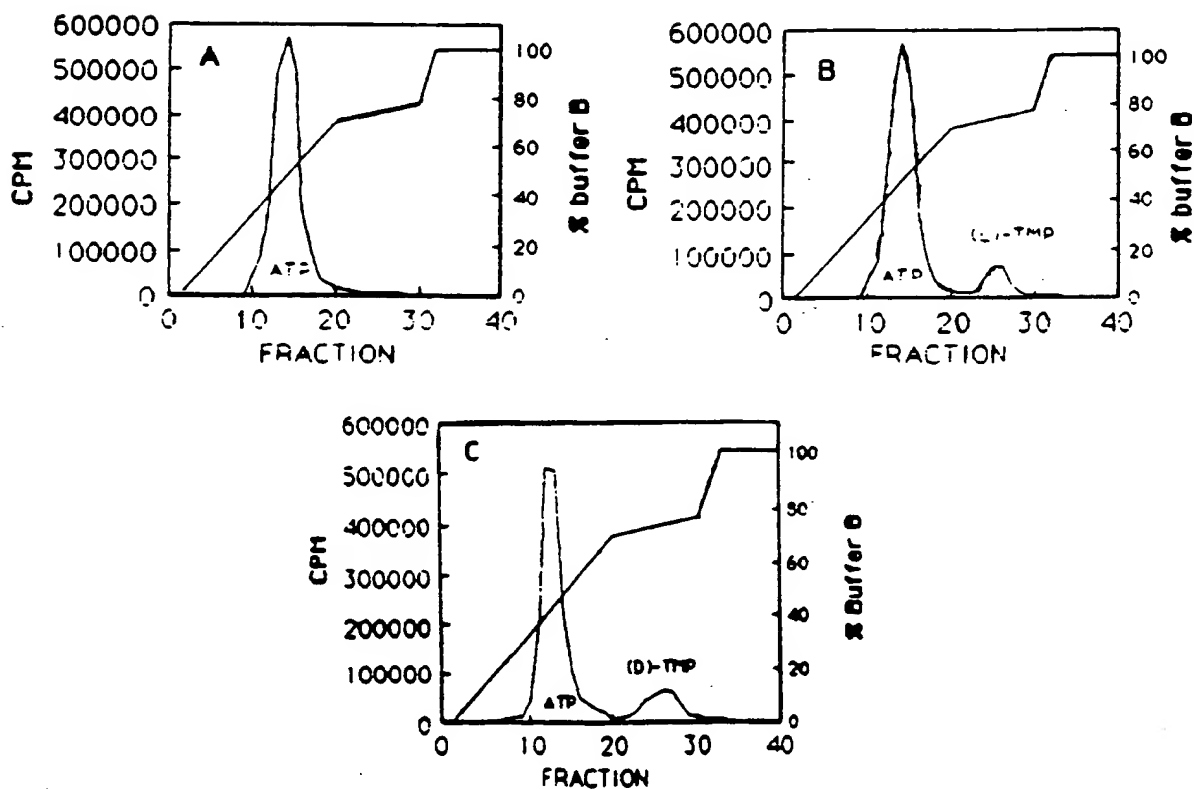 A
CPM
600000
500000
400000
300000
200000
100000
0
ATP
0 10 20 30 40
FRACTION
100
80
60
40
20
0
% buffer B
B
CPM
600000
500000
400000
300000
200000
100000
0
ATP
(L)-TMP
0 10 20 30 40
FRACTION
100
80
60
40
20
0
% buffer B
C
CPM
600000
500000
400000
300000
200000
100000
0
ATP
(D)-TMP
0 10 20 30 40
FRACTION
100
80
60
40
20
0
% Buffer B